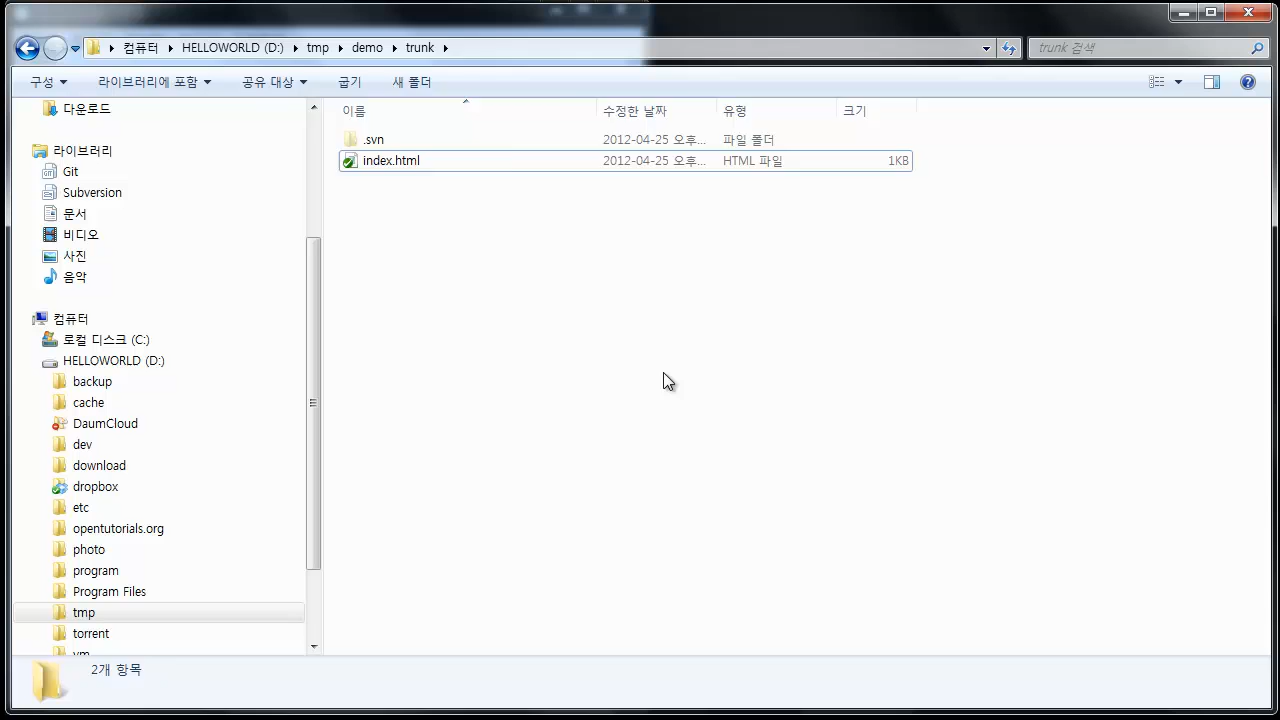 컴퓨터 HELLOWORLD (D:) tmp demo trunk
trunk 검색
구성 라이브러리에 포함 공유 대상 굽기 새 폴더
다운로드
라이브러리
Git
Subversion
문서
비디오
사진
음악
컴퓨터
로컬 디스크 (C:)
HELLOWORLD (D:)
backup
cache
DaumCloud
dev
download
dropbox
etc
opentutorials.org
photo
program
Program Files
tmp
torrent
vm
이름 수정한 날짜 유형 크기
.svn 2012-04-25 오후... 파일 폴더
index.html 2012-04-25 오후... HTML 파일 1KB
2개 항목